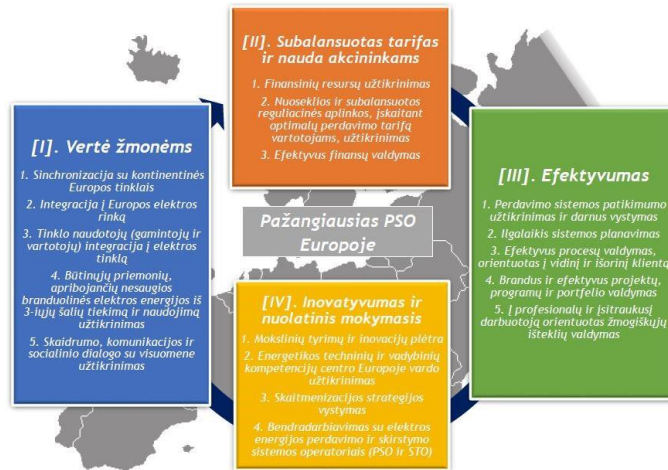 [II]. Subalansuotas tarifas
ir nauda akcininkams
1. Finansinių resursų užtikrinimas
2. Nuoseklios ir subalansuotos
reguliacinės aplinkos, įskaitant
optimalų perdavimo tarifą
vartotojams, užtikrinimas
3. Efektyvus finansų valdymas
[I]. Vertė žmonėms
1. Sinchronizacija su kontinentinės
Europos tinklais
2. Integracija į Europos elektros
rinką
3. Tinklo naudotojų (gamintojų ir
vartotojų) integracija į elektros
tinklą
4. Būtinųjų priemonių,
apribojančių nesaugios
branduolinės elektros energijos iš
3-iųjų šalių tiekimą ir naudojimą
užtikrinimas
5. Skaidrumo, komunikacijos ir
socialinio dialogo su visuomene
užtikrinimas
Pažangiausias PSO
Europoje
[III]. Efektyvumas
1. Perdavimo sistemos patikimumo
užtikrinimas ir darnus vystymas
2. Ilgalaikis sistemos planavimas
3. Efektyvus procesų valdymas,
orientuotas į vidinį ir išorinį klientą
4. Brandus ir efektyvus projektų,
programų ir portfelio valdymas
5. Į profesionalų ir įsitraukusį
darbuotoją orientuotas žmogiškųjų
išteklių valdymas
[IV]. Inovatyvumas ir
nuolatinis mokymasis
1. Mokslinių tyrimų ir inovacijų plėtra
2. Energetikos techninių ir vadybinių
kompetencijų centro Europoje vardo
užtikrinimas
3. Skaitmenizacijos strategijos
vystymas
4. Bendradarbiavimas su elektros
energijos perdavimo ir skirstymo
sistemos operatoriais (PSO ir STO)